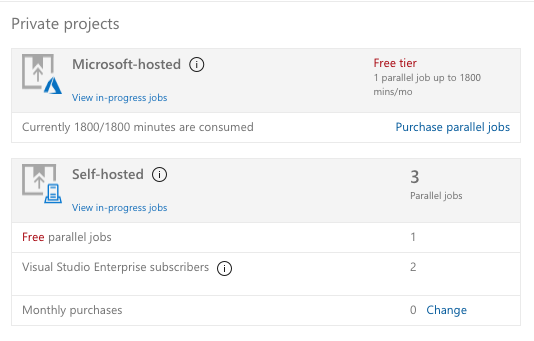 Private projects
Microsoft-hosted
Free tier
1 parallel job up to 1800
mins/mo
View in-progress jobs
Currently 1800/1800 minutes are consumed
Purchase parallel jobs
Self-hosted
3
Parallel jobs
View in-progress jobs
Free parallel jobs 1
Visual Studio Enterprise subscribers 2
Monthly purchases 0 Change